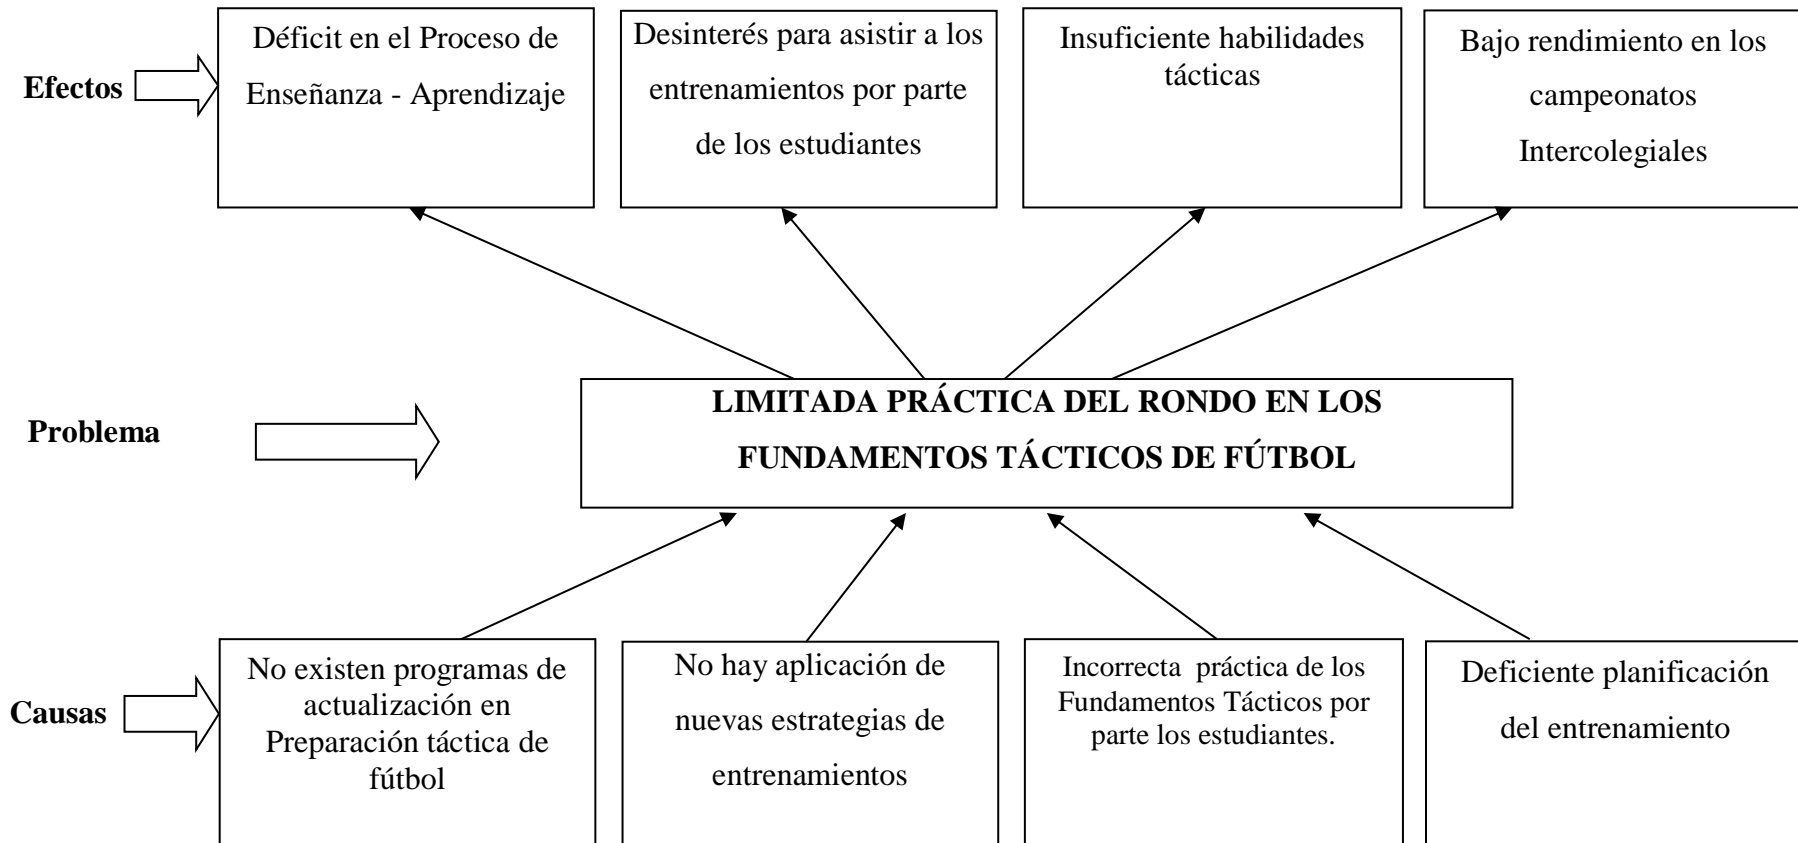 Efectos
Déficit en el Proceso de
Enseñanza - Aprendizaje
Desinterés para asistir a los
entrenamientos por parte
de los estudiantes
Insuficiente habilidades
tácticas
Bajo rendimiento en los
campeonatos
Intercolegiales
Problema
LIMITADA PRÁCTICA DEL RONDO EN LOS
FUNDAMENTOS TÁCTICOS DE FÚTBOL
Causas
No existen programas de
actualización en
Preparación táctica de
fútbol
No hay aplicación de
nuevas estrategias de
entrenamientos
Incorrecta práctica de los
Fundamentos Tácticos por
parte los estudiantes.
Deficiente planificación
del entrenamiento